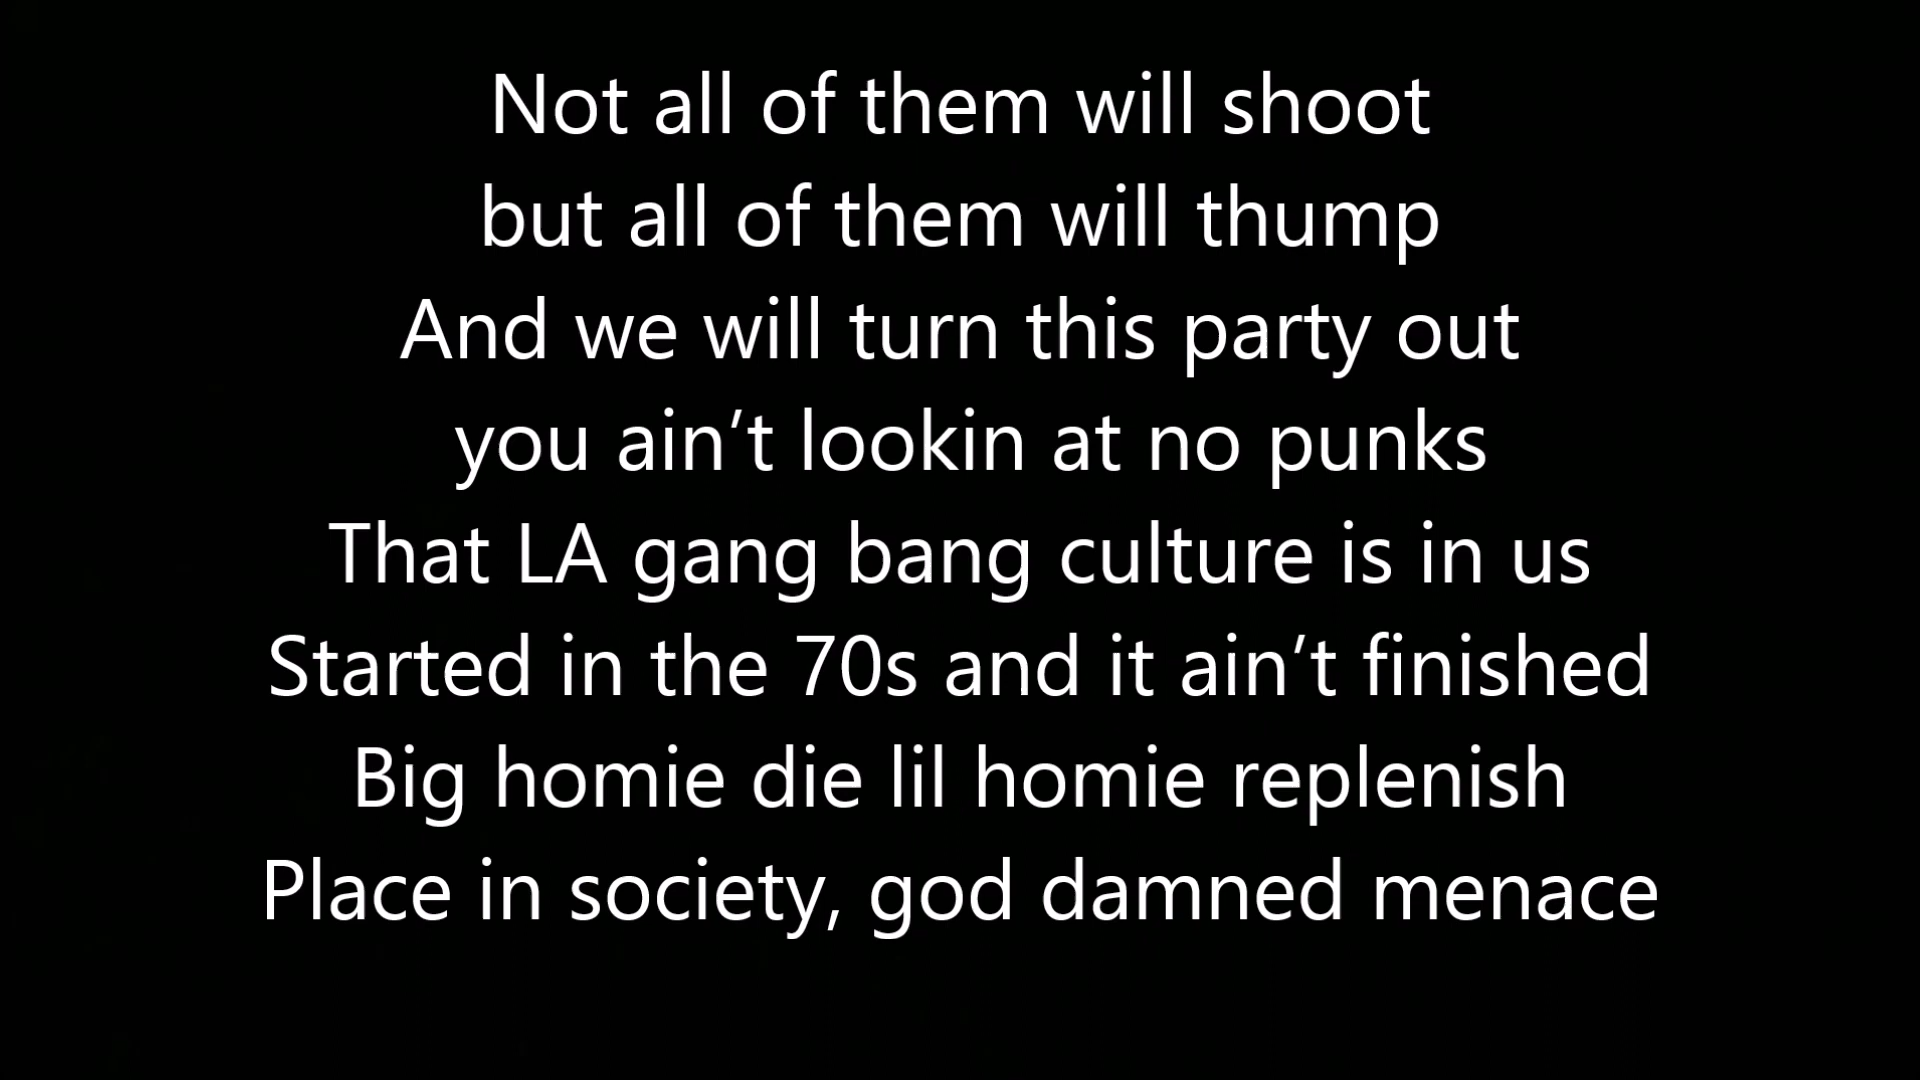 Not all of them will shoot
but all of them will thump
And we will turn this party out
you ain’t lookin at no punks
That LA gang bang culture is in us
Started in the 70s and it ain’t finished
Big homie die lil homie replenish
Place in society, god damned menace